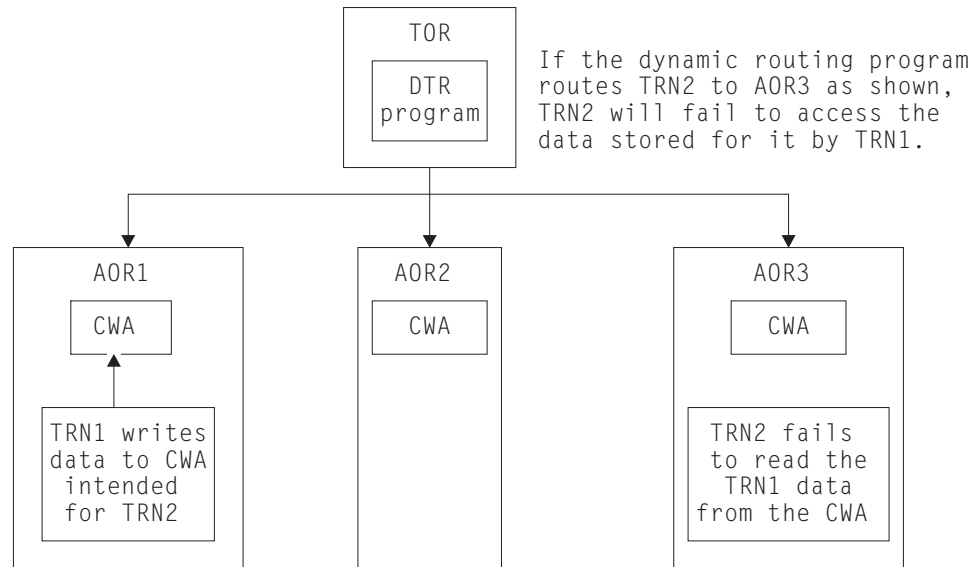 TOR
DTR
program
If the dynamic routing program
routes TRN2 to AOR3 as shown,
TRN2 will fail to access the
data stored for it by TRN1.
AOR1
CWA
TRN1 writes
data to CWA
intended
for TRN2
AOR2
CWA
AOR3
CWA
TRN2 fails
to read the
TRN1 data
from the CWA